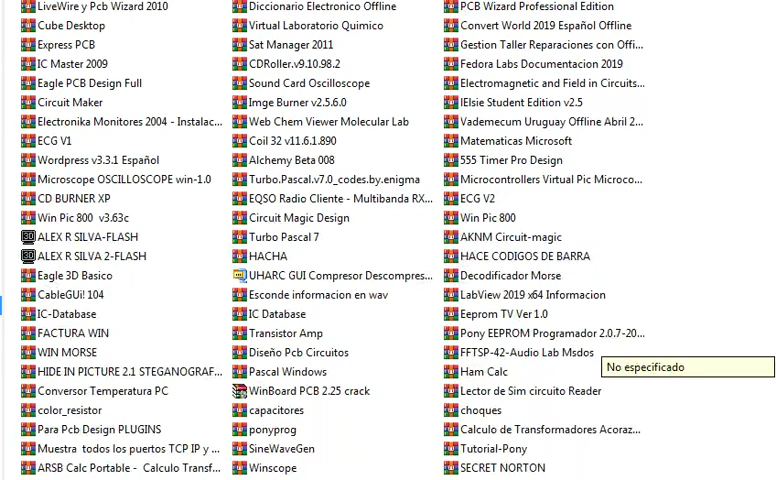 LiveWire y Pcb Wizard 2010
Cube Desktop
Express PCB
IC Master 2009
Eagle PCB Design Full
Circuit Maker
Electronika Monitores 2004 - Instalac...
ECG V1
Wordpress v3.3.1 Español
Microscope OSCILLOSCOPE win-1.0
CD BURNER XP
Win Pic 800 v3.63c
ALEX R SILVA-FLASH
ALEX R SILVA 2-FLASH
Eagle 3D Basico
CableGUi! 104
IC-Database
FACTURA WIN
WIN MORSE
HIDE IN PICTURE 2.1 STEGANOGRAF...
Conversor Temperatura PC
color_resistor
Para Pcb Design PLUGINS
Muestra todos los puertos TCP IP y ...
ARSB Calc Portable - Calculo Transf...
Diccionario Electronico Offline
Virtual Laboratorio Quimico
Sat Manager 2011
CDRoller.v9.10.98.2
Sound Card Oscilloscope
Imge Burner v2.5.6.0
Web Chem Viewer Molecular Lab
Coil 32 v11.6.1.890
Alchemy Beta 008
Turbo.Pascal.v7.0_codes.by.enigma
EQSO Radio Cliente - Multibanda RX...
Circuit Magic Design
Turbo Pascal 7
HACHA
UHARC GUI Compresor Descompres...
Esconde informacion en wav
IC Database
Transistor Amp
Diseño Pcb Circuitos
Pascal Windows
WinBoard PCB 2.25 crack
capacitores
ponyprog
SineWaveGen
Winscope
PCB Wizard Professional Edition
Convert World 2019 Español Offline
Gestion Taller Reparaciones con Offi...
Fedora Labs Documentacion 2019
Electromagnetic and Field in Circuits...
IElsie Student Edition v2.5
Vademecum Uruguay Offline Abril 2...
Matematicas Microsoft
555 Timer Pro Design
Microcontrollers Virtual Pic Microco...
ECG V2
Win Pic 800
AKNM Circuit-magic
HACE CODIGOS DE BARRA
Decodificador Morse
LabView 2019 x64 Informacion
Eeprom TV Ver 1.0
Pony EEPROM Programador 2.0.7-20...
FFTSP-42-Audio Lab Msdos
No especificado
Ham Calc
Lector de Sim circuito Reader
choques
Calculo de Transformadores Acoraz...
Tutorial-Pony
SECRET NORTON